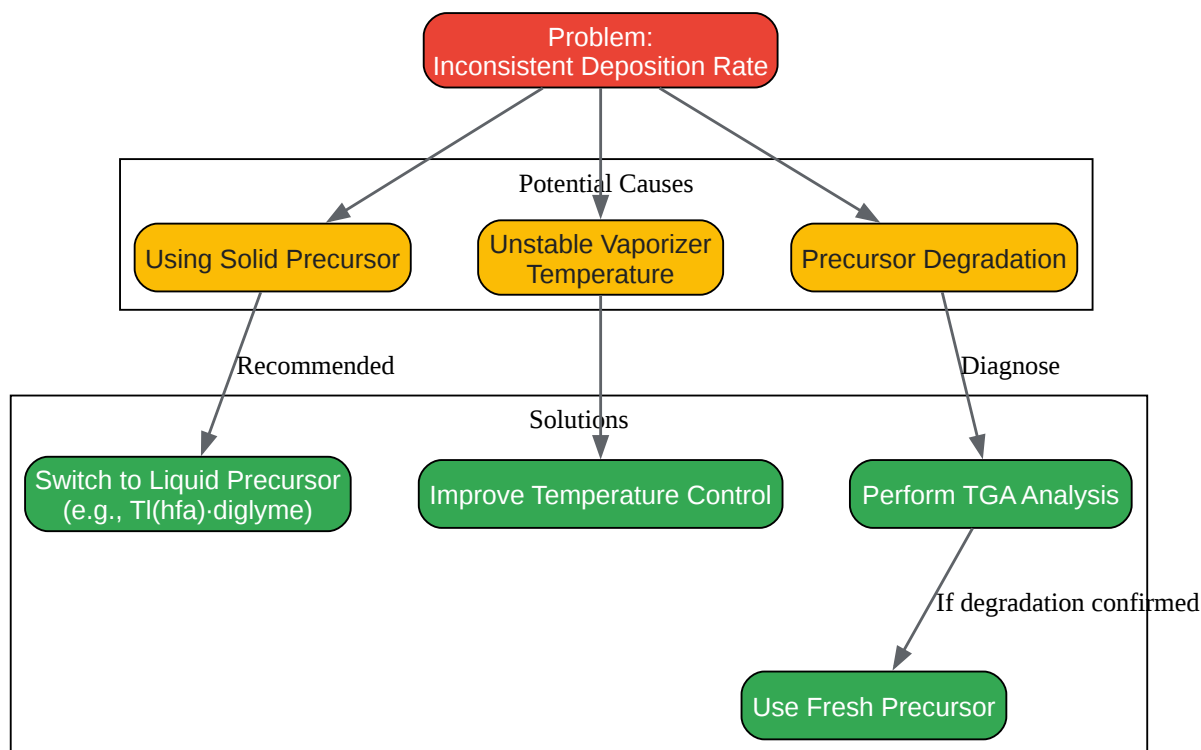 Problem:
Inconsistent Deposition Rate
Potential Causes
Using Solid Precursor
Unstable Vaporizer
Temperature
Precursor Degradation
Recommended
Diagnose
Solutions
Switch to Liquid Precursor
(e.g., Tl(hfa)·diglyme)
Improve Temperature Control
Perform TGA Analysis
If degradation confirmed
Use Fresh Precursor